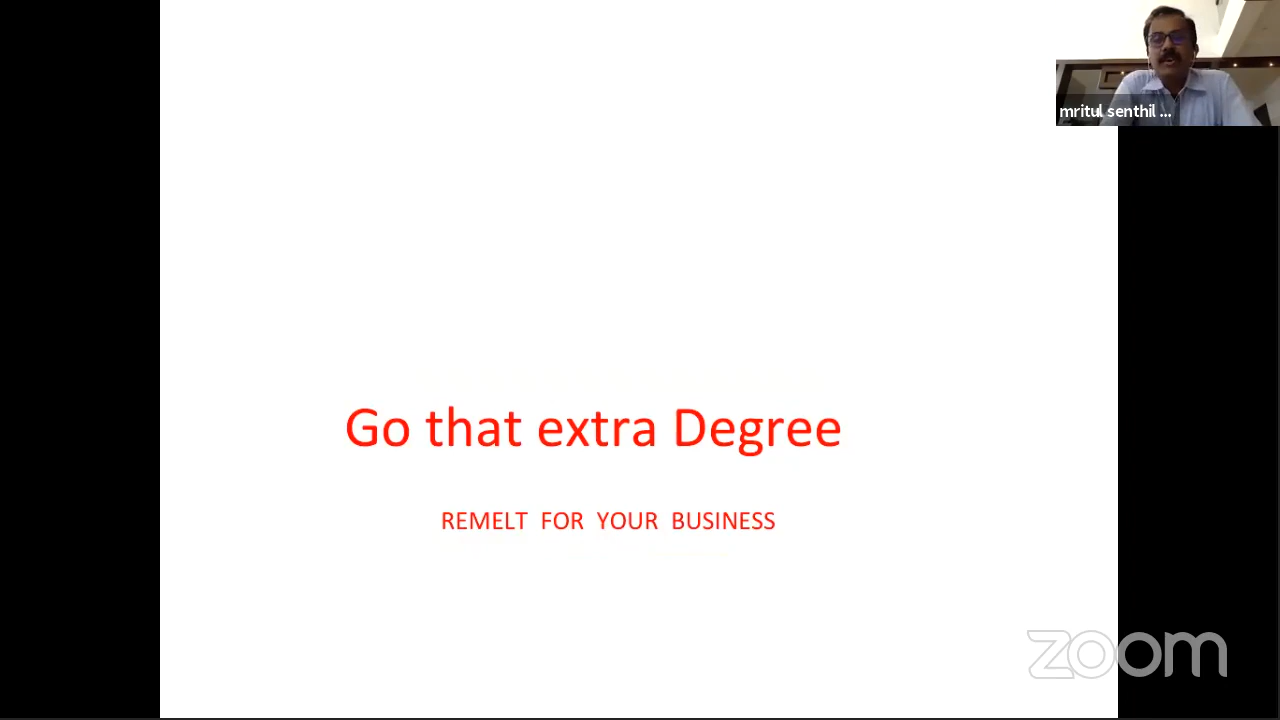 mritul senthil ...
Go that extra Degree
REMELT FOR YOUR BUSINESS
zoom